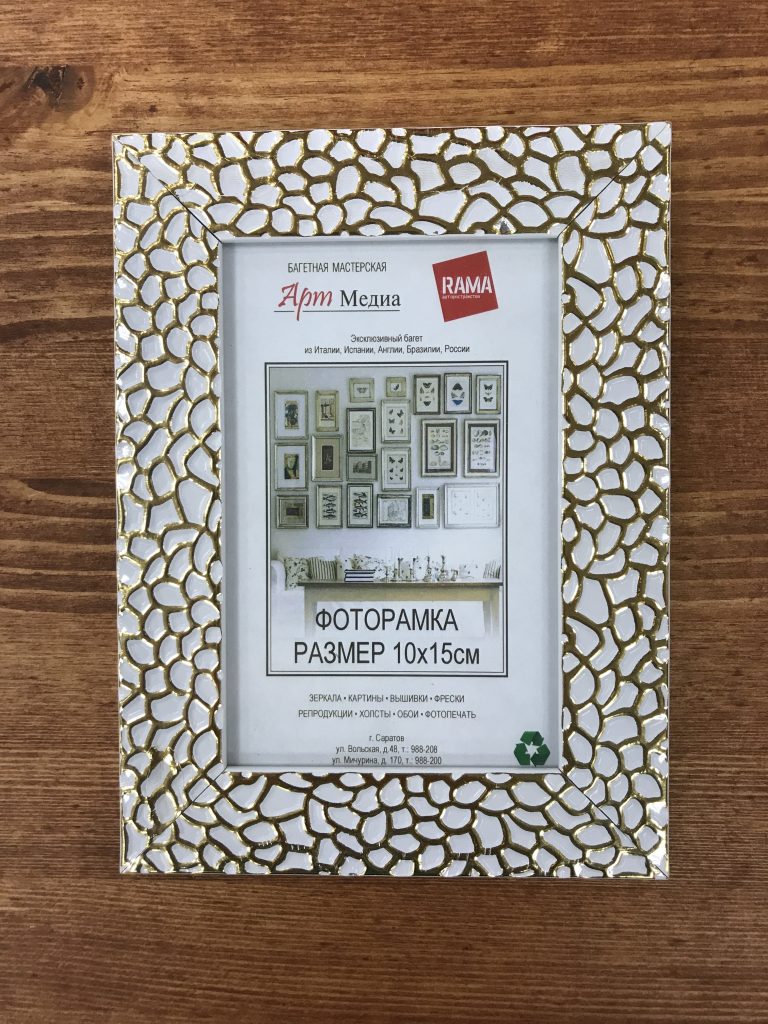 БАГЕТНАЯ МАСТЕРСКАЯ
Арт Медиа
RAMA
артпространство
Эксклюзивный багет
из Италии, Испании, Англии, Бразилии, России
ФОТОРАМКА
РАЗМЕР 10х15см
ЗЕРКАЛА • КАРТИНЫ • ВЫШИВКИ • ФРЕСКИ
РЕПРОДУКЦИИ • ХОЛСТЫ • ОБОИ • ФОТОПЕЧАТЬ
г. Саратов
ул. Вольская, д.48, т.: 988-208
ул. Мичурина, д. 170, т.: 988-200